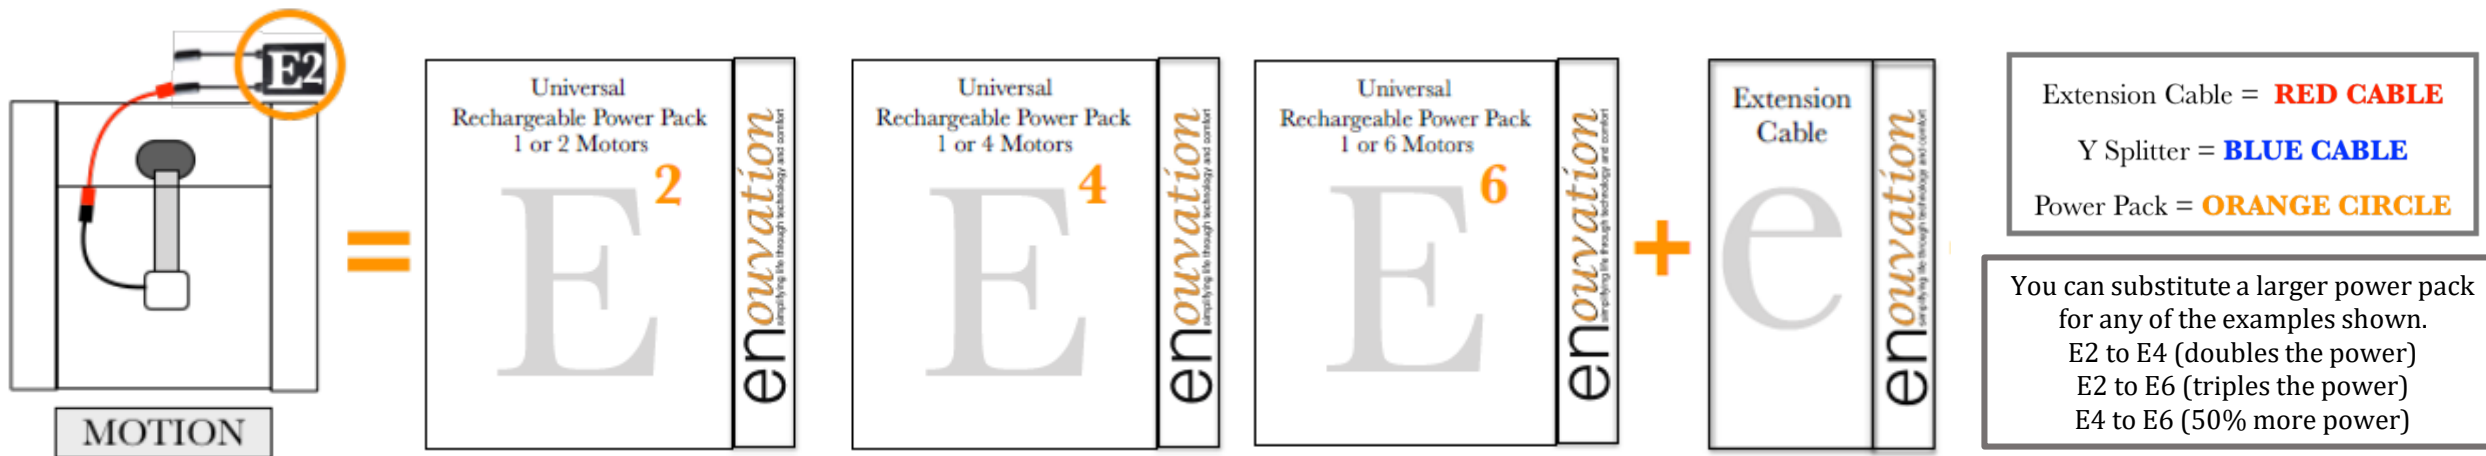 E2
MOTION
=
Universal
Rechargeable Power Pack
1 or 2 Motors
E2
enouvation
simplifying life through technology and comfort
Universal
Rechargeable Power Pack
1 or 4 Motors
E4
enouvation
simplifying life through technology and comfort
Universal
Rechargeable Power Pack
1 or 6 Motors
E6
enouvation
simplifying life through technology and comfort
+
Extension
Cable
e
enouvation
simplifying life through technology and comfort
Extension Cable = RED CABLE
Y Splitter = BLUE CABLE
Power Pack = ORANGE CIRCLE
You can substitute a larger power pack
for any of the examples shown.
E2 to E4 (doubles the power)
E2 to E6 (triples the power)
E4 to E6 (50% more power)